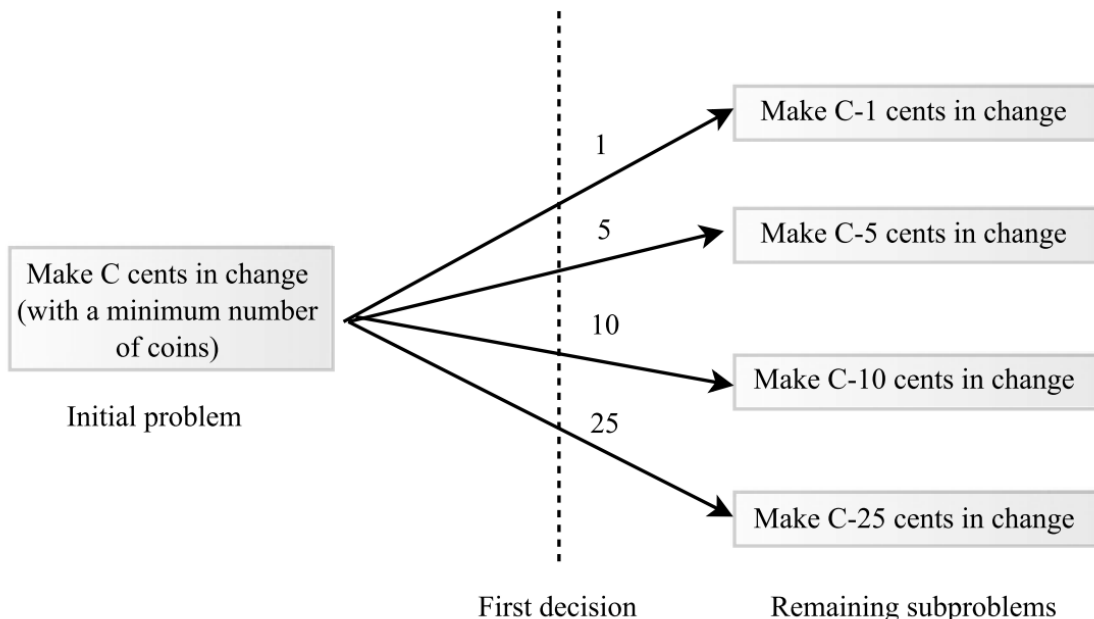 Make C cents in change
(with a minimum number
of coins)
Initial problem
1
5
10
25
First decision
Make C-1 cents in change
Make C-5 cents in change
Make C-10 cents in change
Make C-25 cents in change
Remaining subproblems